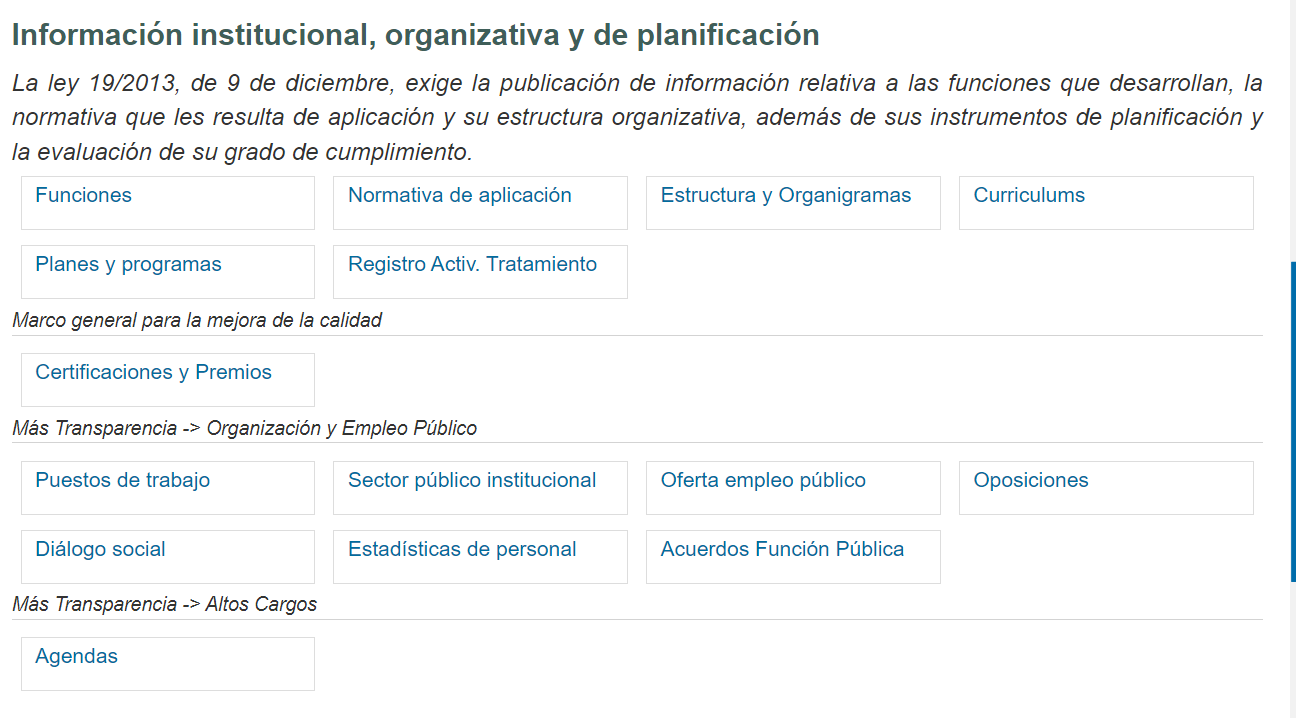 Información institucional, organizativa y de planificación
La ley 19/2013, de 9 de diciembre, exige la publicación de información relativa a las funciones que desarrollan, la
normativa que les resulta de aplicación y su estructura organizativa, además de sus instrumentos de planificación y
la evaluación de su grado de cumplimiento.
Funciones
Normativa de aplicación
Estructura y Organigramas
Curriculums
Planes y programas
Registro Activ. Tratamiento
Marco general para la mejora de la calidad
Certificaciones y Premios
Más Transparencia -> Organización y Empleo Público
Puestos de trabajo
Sector público institucional
Oferta empleo público
Oposiciones
Diálogo social
Estadísticas de personal
Acuerdos Función Pública
Más Transparencia -> Altos Cargos
Agendas